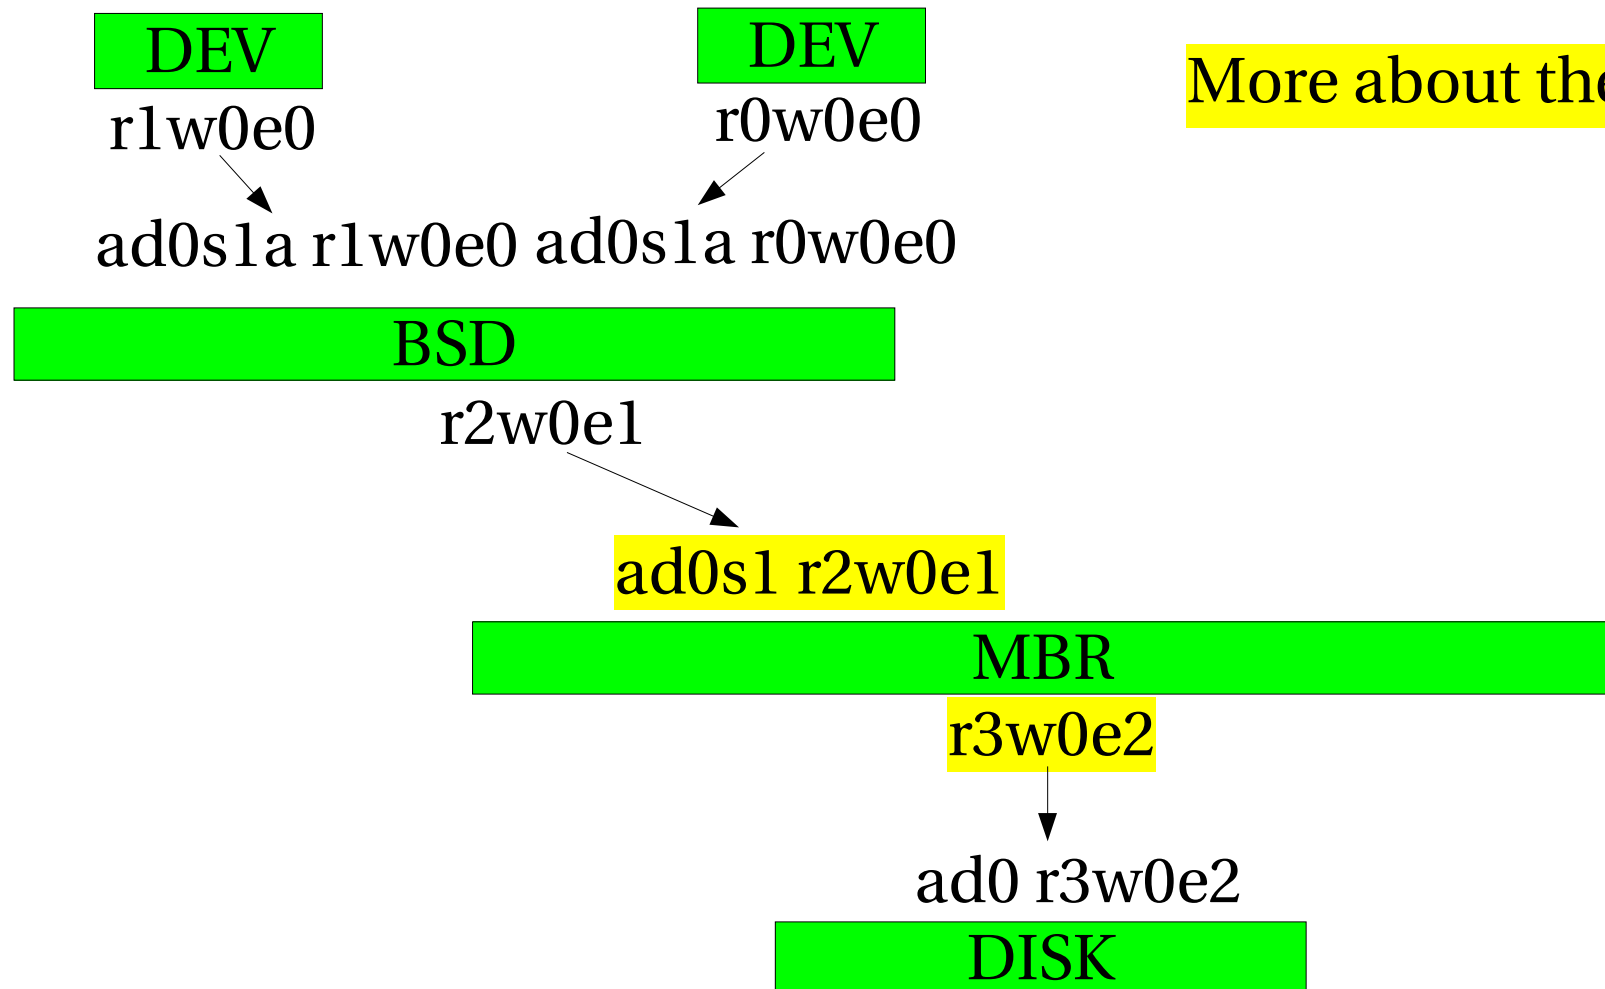 DEV
DEV
More about the
r1w0e0
r0w0e0
ad0s1a r1w0e0
ad0s1a r0w0e0
BSD
r2w0e1
ad0s1 r2w0e1
MBR
r3w0e2
ad0 r3w0e2
DISK